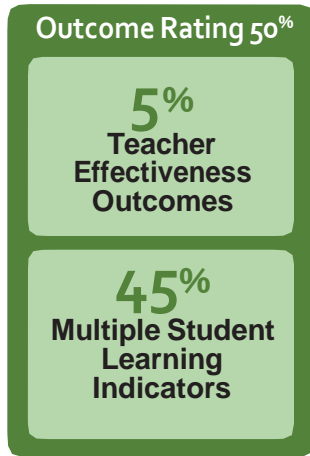 Outcome Rating 50%
5%
Teacher
Effectiveness
Outcomes
45%
Multiple Student
Learning
Indicators